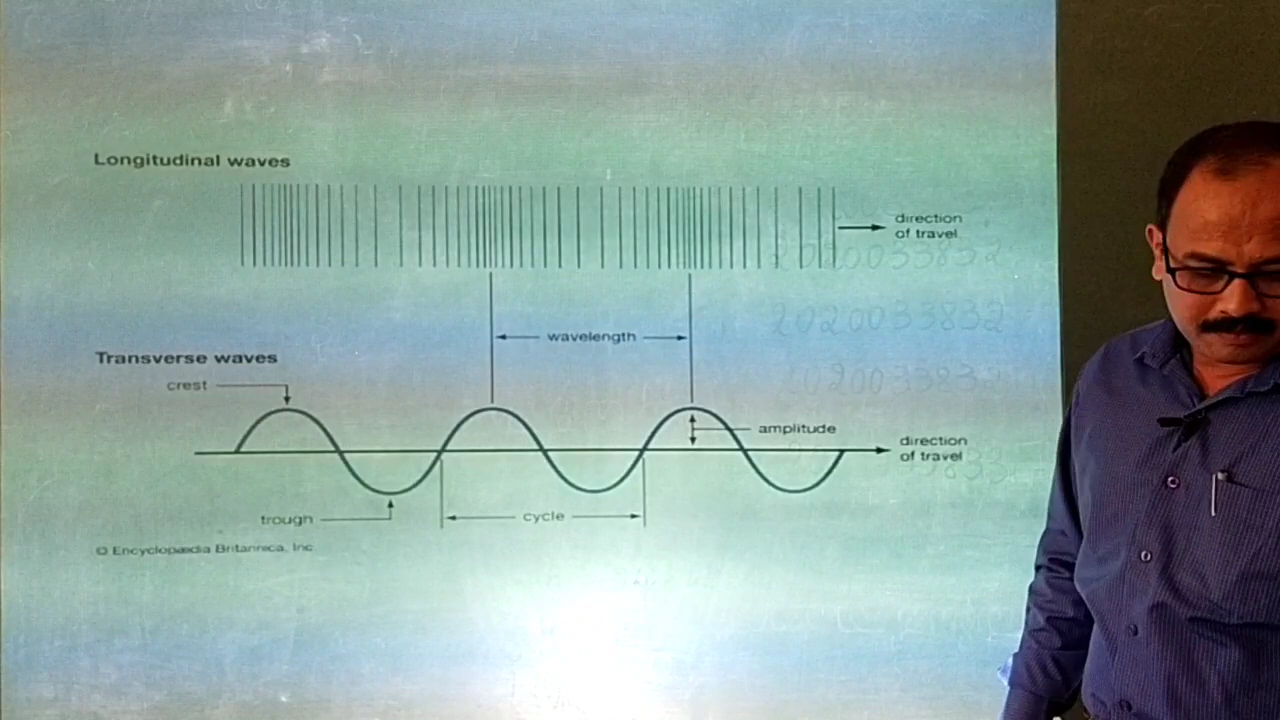 Longitudinal waves
direction
of travel
2020033832
wavelength
2020033832
Transverse waves
crest
2020033832
amplitude
direction
of travel
trough
cycle
© Encyclopædia Britannica, Inc.